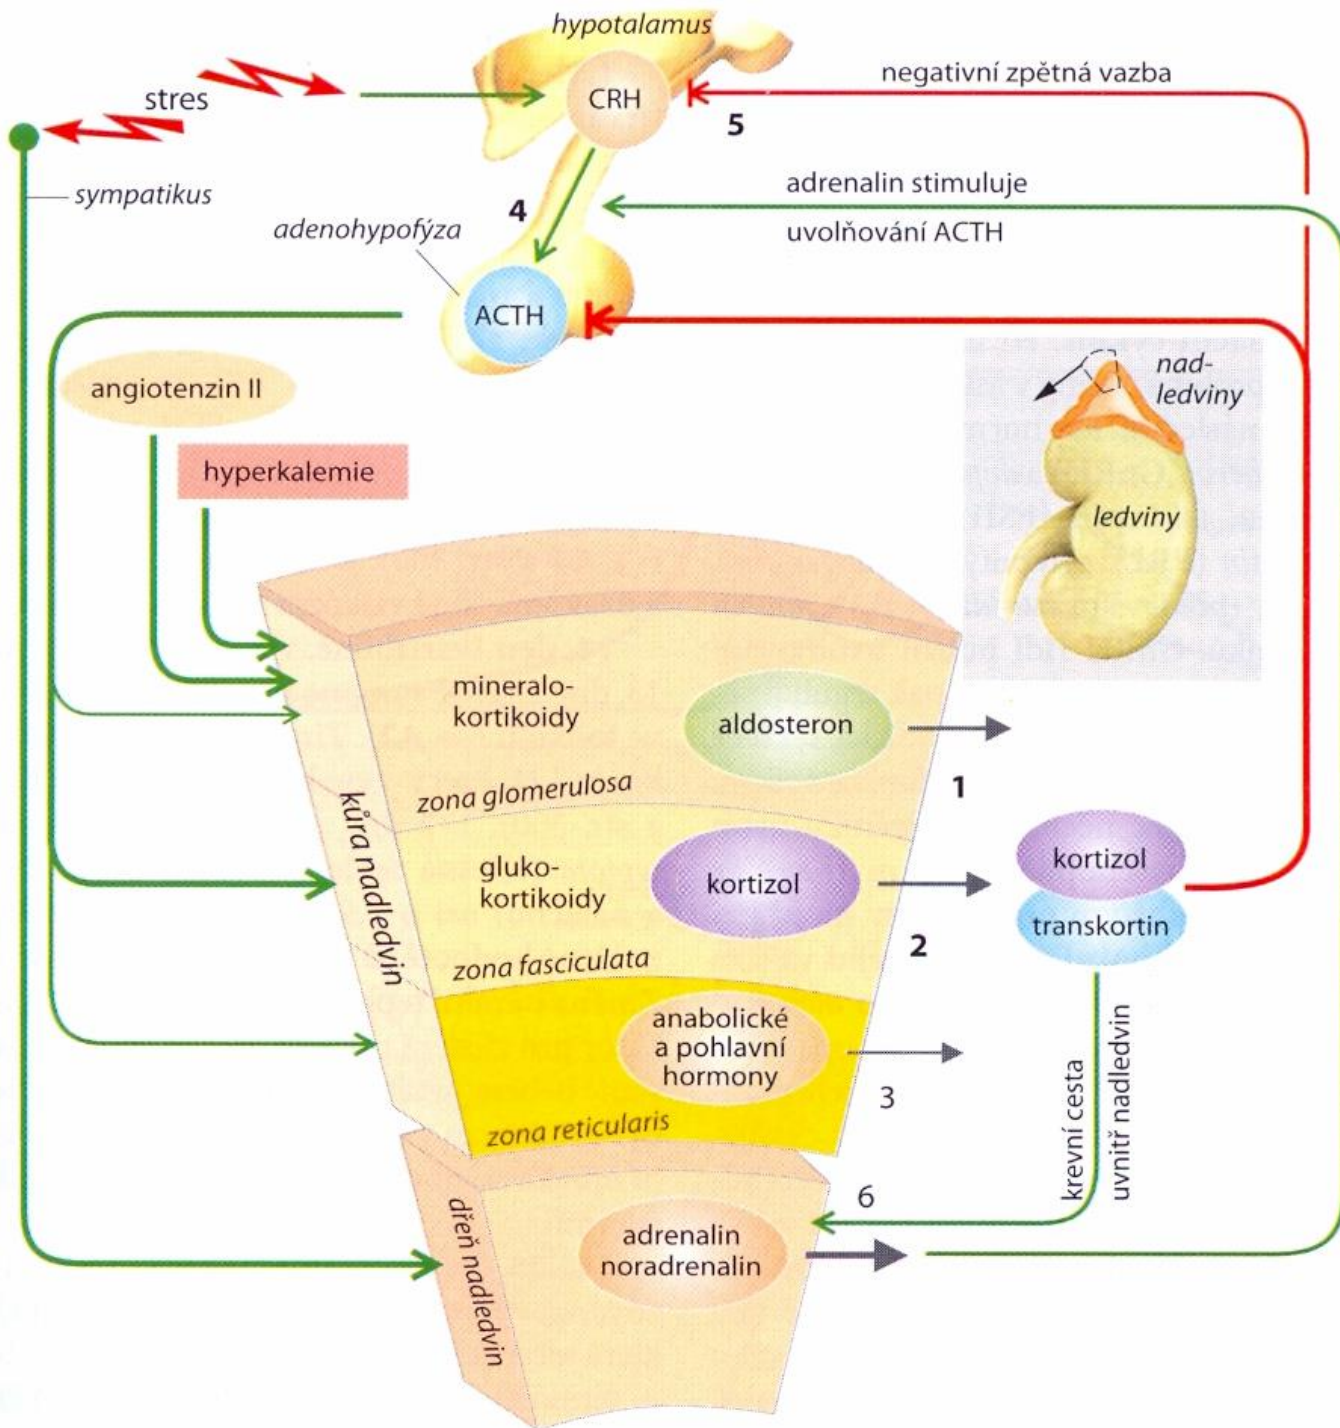 hypotalamus
negativní zpětná vazba
stres
CRH
5
adrenalin stimuluje
sympatikus
4
uvolňování ACTH
adenohypofýza
ACTH
nad-
ledviny
angiotenzin II
hyperkalemie
ledviny
mineralo-
kortikoidy
aldosteron
zona glomerulosa
1
kůra nadledvin
gluko-
kortikoidy
kortizol
kortizol
transkortin
2
zona fasciculata
anabolické
a pohlavní
hormony
3
zona reticularis
krevní cesta
uvnitř nadledvin
6
dřeň nadledvin
adrenalin
noradrenalin